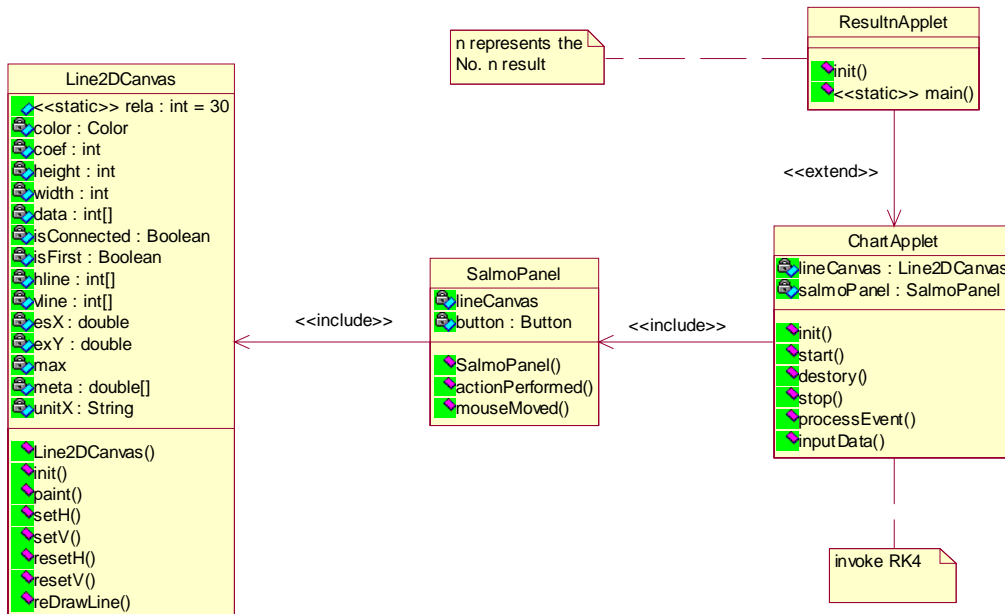 ResultnApplet
init()
<<static>> main()
n represents the
No. n result
Line2DCanvas
<<static>> rela : int = 30
color : Color
coef : int
height : int
width : int
data : int[]
isConnected : Boolean
isFirst : Boolean
hline : int[]
vline : int[]
esX : double
exY : double
max
meta : double[]
unitX : String
Line2DCanvas()
init()
paint()
setH()
setV()
resetH()
resetV()
reDrawLine()
<<include>>
SalmoPanel
lineCanvas
button : Button
SalmoPanel()
actionPerformed()
mouseMoved()
<<include>>
<<extend>>
ChartApplet
lineCanvas : Line2DCanvas
salmoPanel : SalmoPanel
init()
start()
destory()
stop()
processEvent()
inputData()
invoke RK4